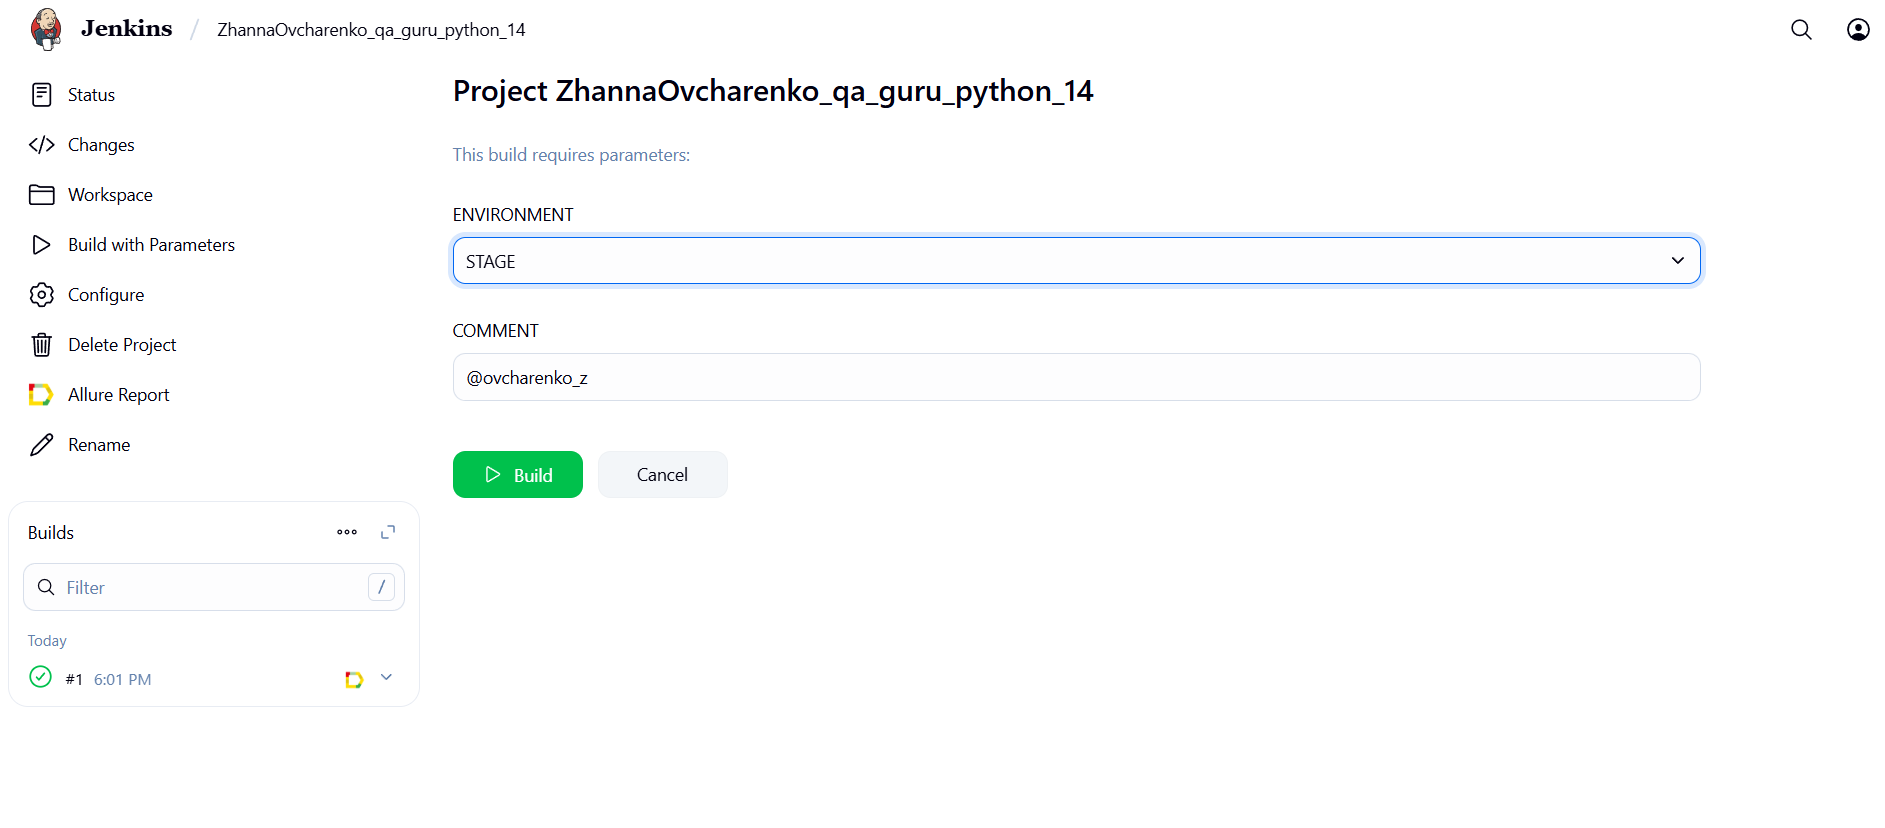 Jenkins / ZhannaOvcharenko_qa_guru_python_14
Status
Changes
Workspace
Build with Parameters
Configure
Delete Project
Allure Report
Rename
Builds
Filter /
Today
#1 6:01 PM
Project ZhannaOvcharenko_qa_guru_python_14
This build requires parameters:
ENVIRONMENT
STAGE
COMMENT
@ovcharenko_z
Build Cancel